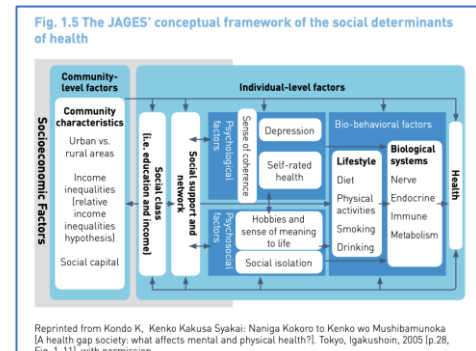 Fig. 1.5 The JAGES' conceptual framework of the social determinants
of health
Socioeconomic Factors
Community-
level factors
Community
characteristics
Urban vs.
rural areas
Income
inequalities
(relative
income
inequalities
hypothesis)
Social capital
Individual-level factors
Social class
(i.e. education and income)
Social support and
network
Psychological
factors
Sense of
coherence
Depression
Self-rated
health
Psychosocial
factors
Hobbies and
sense of meaning
to life
Social isolation
Bio-behavioral factors
Lifestyle
Diet
Physical
activities
Smoking
Drinking
Biological
systems
Nerve
Endocrine
Immune
Metabolism
Health
Reprinted from Kondo K, Kenko Kakusa Syakai: Naniga Kokoro to Kenko wo Mushibamunoka
[A health gap society: what affects mental and physical health?]. Tokyo, Igakushoin, 2005 [p.28,
Fig. 1-11], with permission